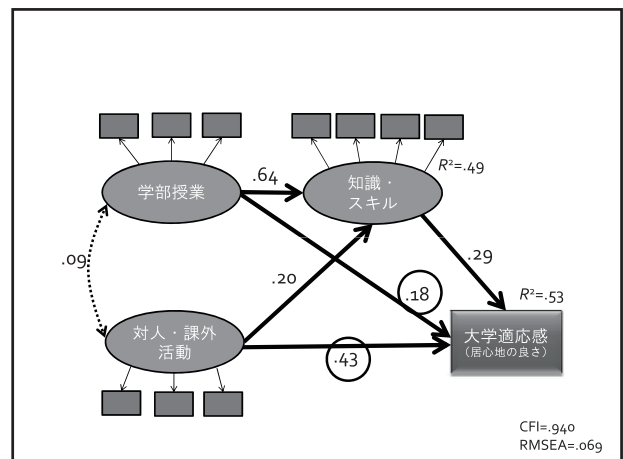 学部授業
.64
知識・
スキル
R²=.49
.09
.20
.29
.18
R²=.53
対人・課外
活動
.43
大学適応感
(居心地の良さ)
CFI=.940
RMSEA=.069